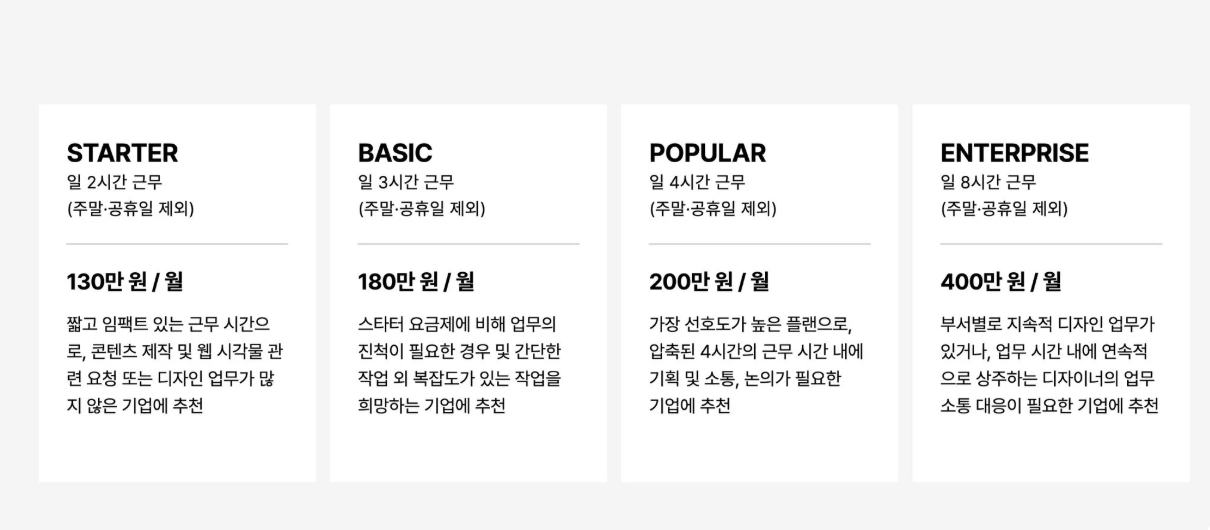 STARTER
일 2시간 근무
(주말·공휴일 제외)
130만 원 / 월
짧고 임팩트 있는 근무 시간으
로, 콘텐츠 제작 및 웹 시각물 관
련 요청 또는 디자인 업무가 많
지 않은 기업에 추천
BASIC
일 3시간 근무
(주말·공휴일 제외)
180만 원 / 월
스타터 요금제에 비해 업무의
진척이 필요한 경우 및 간단한
작업 외 복잡도가 있는 작업을
희망하는 기업에 추천
POPULAR
일 4시간 근무
(주말·공휴일 제외)
200만 원 / 월
가장 선호도가 높은 플랜으로,
압축된 4시간의 근무 시간 내에
기획 및 소통, 논의가 필요한
기업에 추천
ENTERPRISE
일 8시간 근무
(주말·공휴일 제외)
400만 원 / 월
부서별로 지속적 디자인 업무가
있거나, 업무 시간 내에 연속적
으로 상주하는 디자이너의 업무
소통 대응이 필요한 기업에 추천